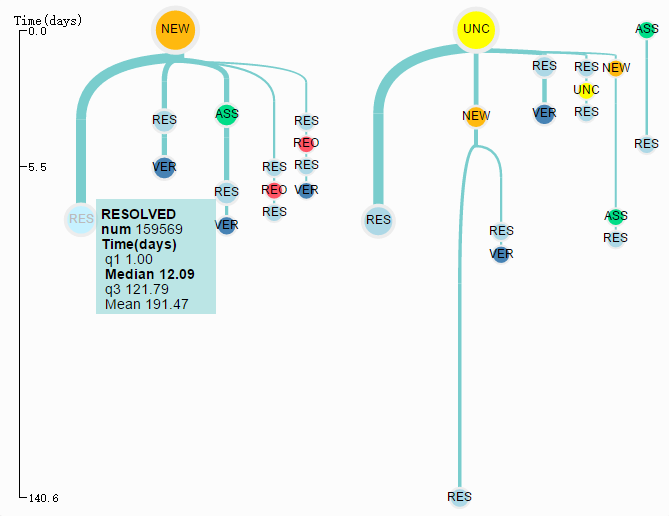 Time(days)
0.0
NEW
UNC
ASS
RES
RES
NEW
UNC
RES
ASS
NEW
RES
VER
RES
REO
RES
VER
RES
5.5
VER
RES
REO
RES
RES
VER
RES
RES
ASS
RES
RES
VER
RESOLVED
num 159569
Time(days)
q1 1.00
Median 12.09
q3 121.79
Mean 191.47
140.6
RES